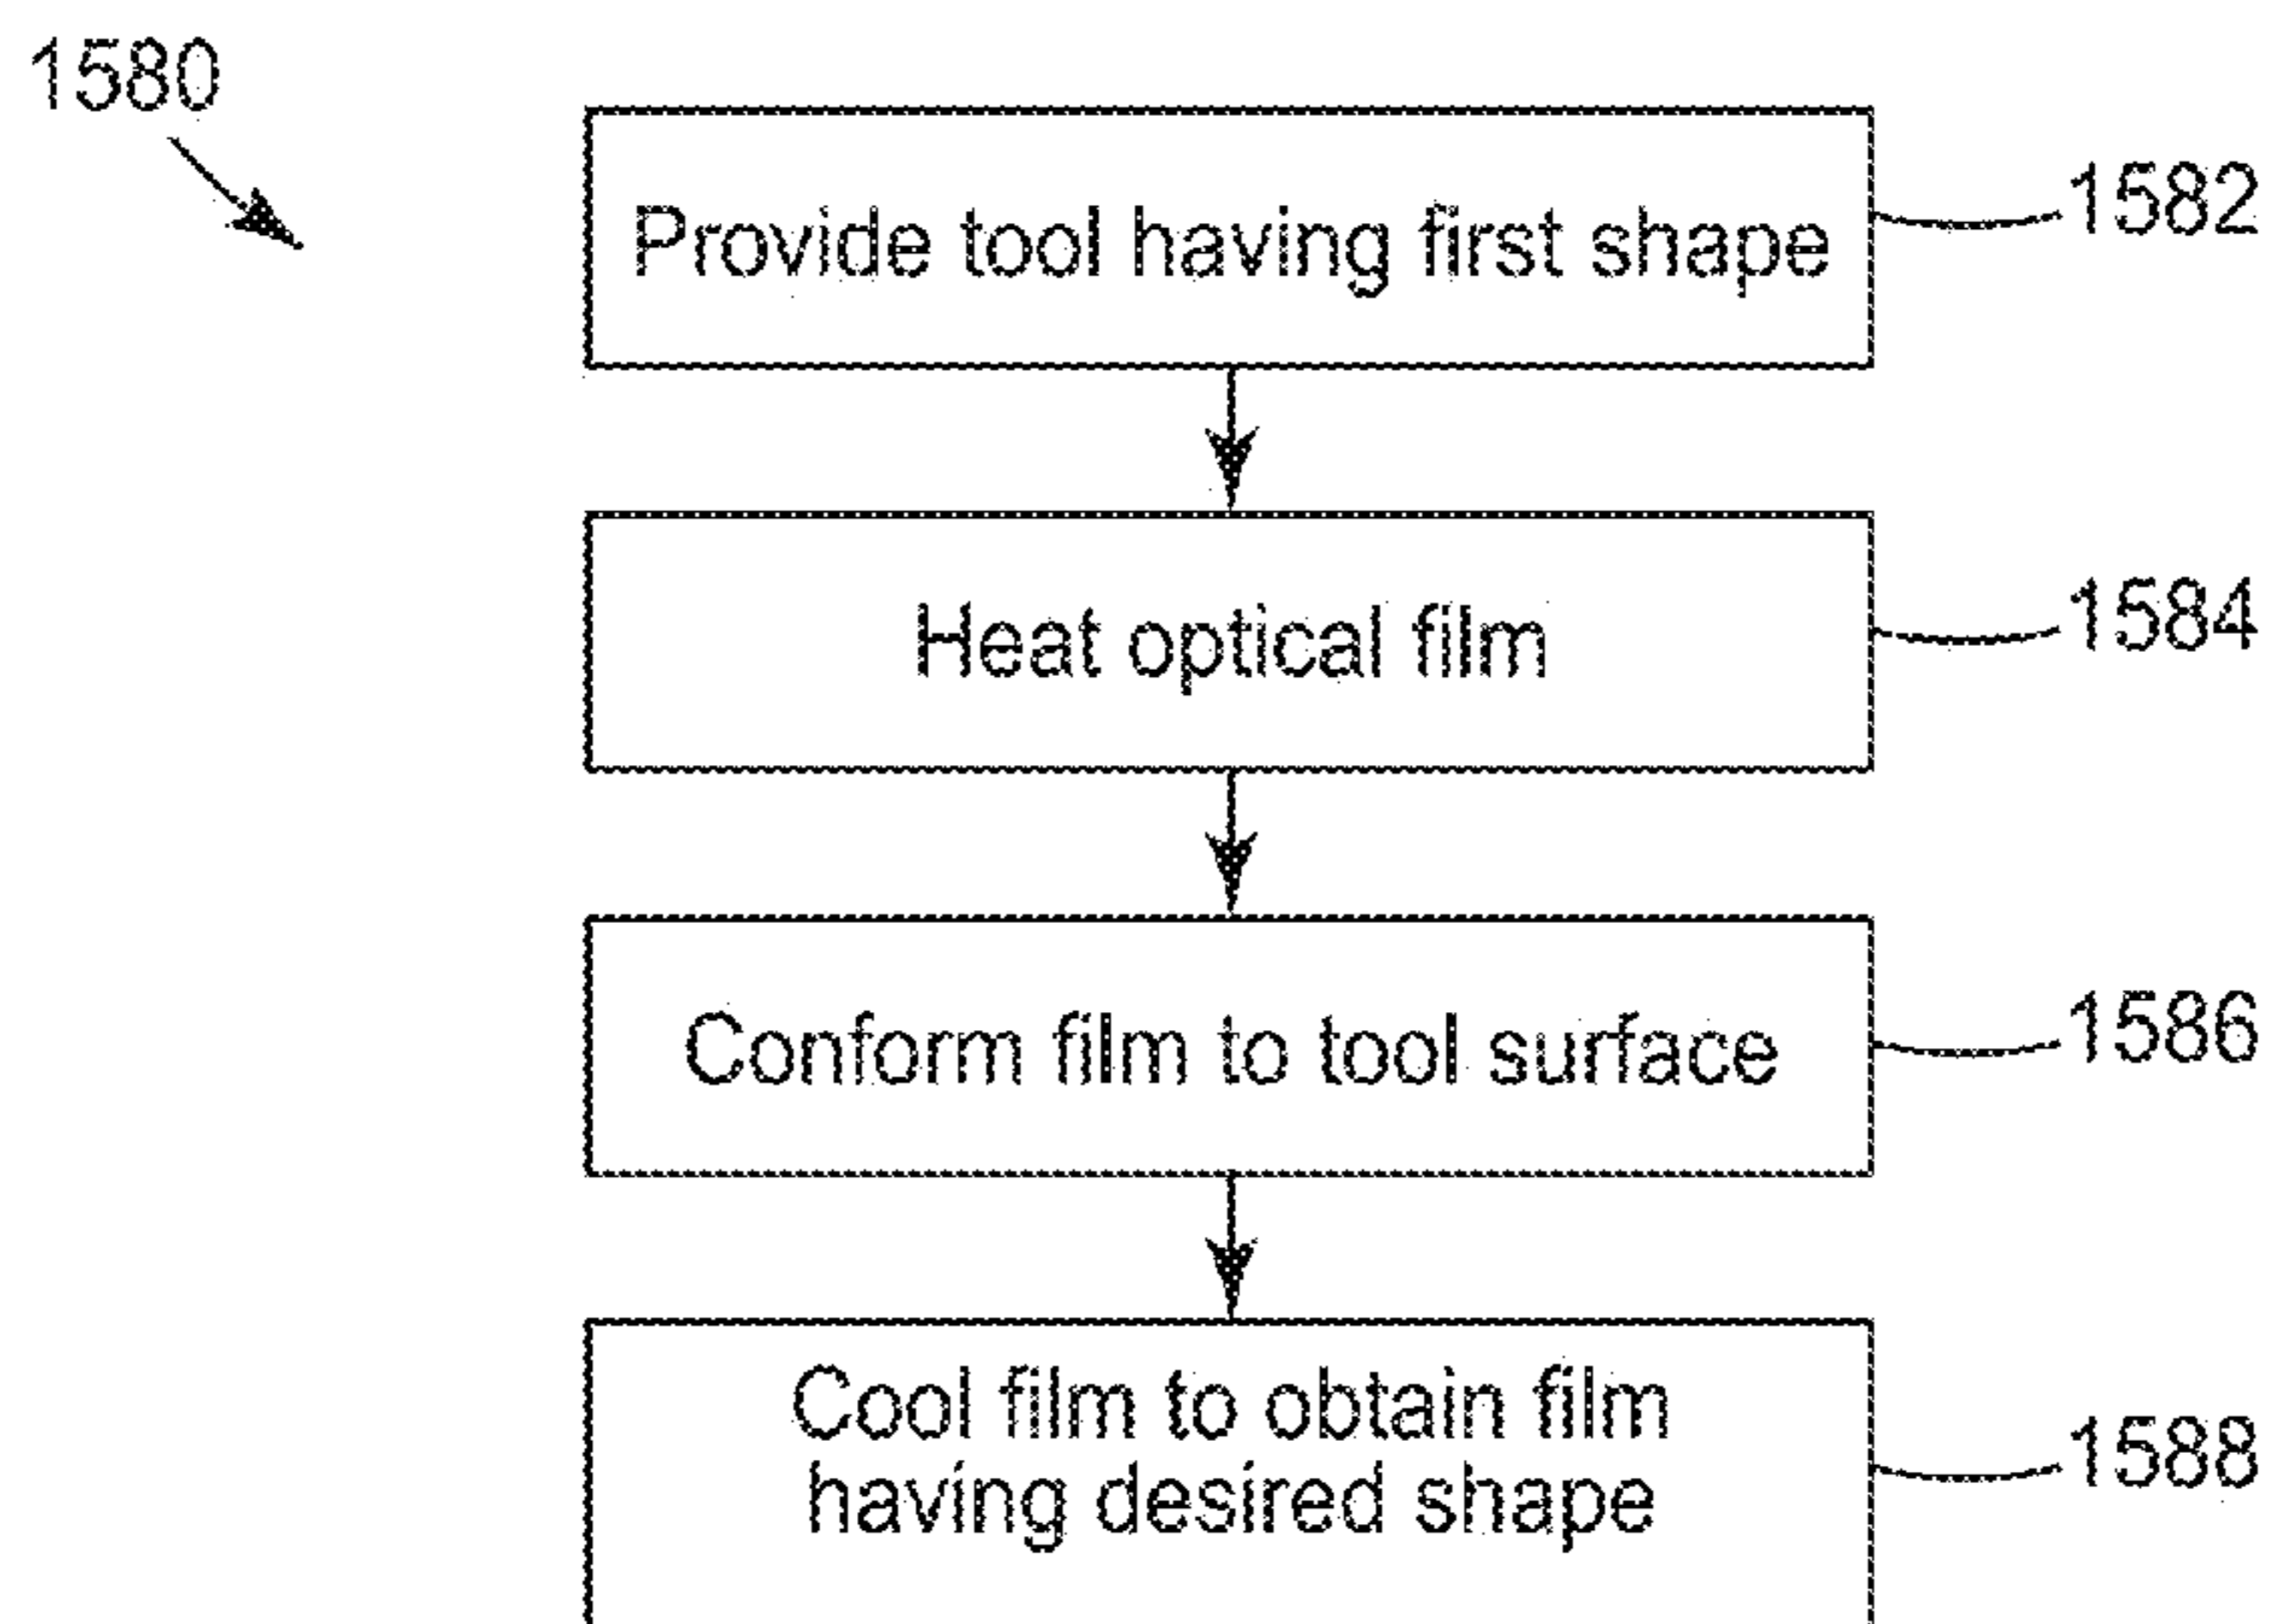 1580
Provide tool having first shape
1582
Heat optical film
1584
Conform film to tool surface
1586
Cool film to obtain film
having desired shape
1588